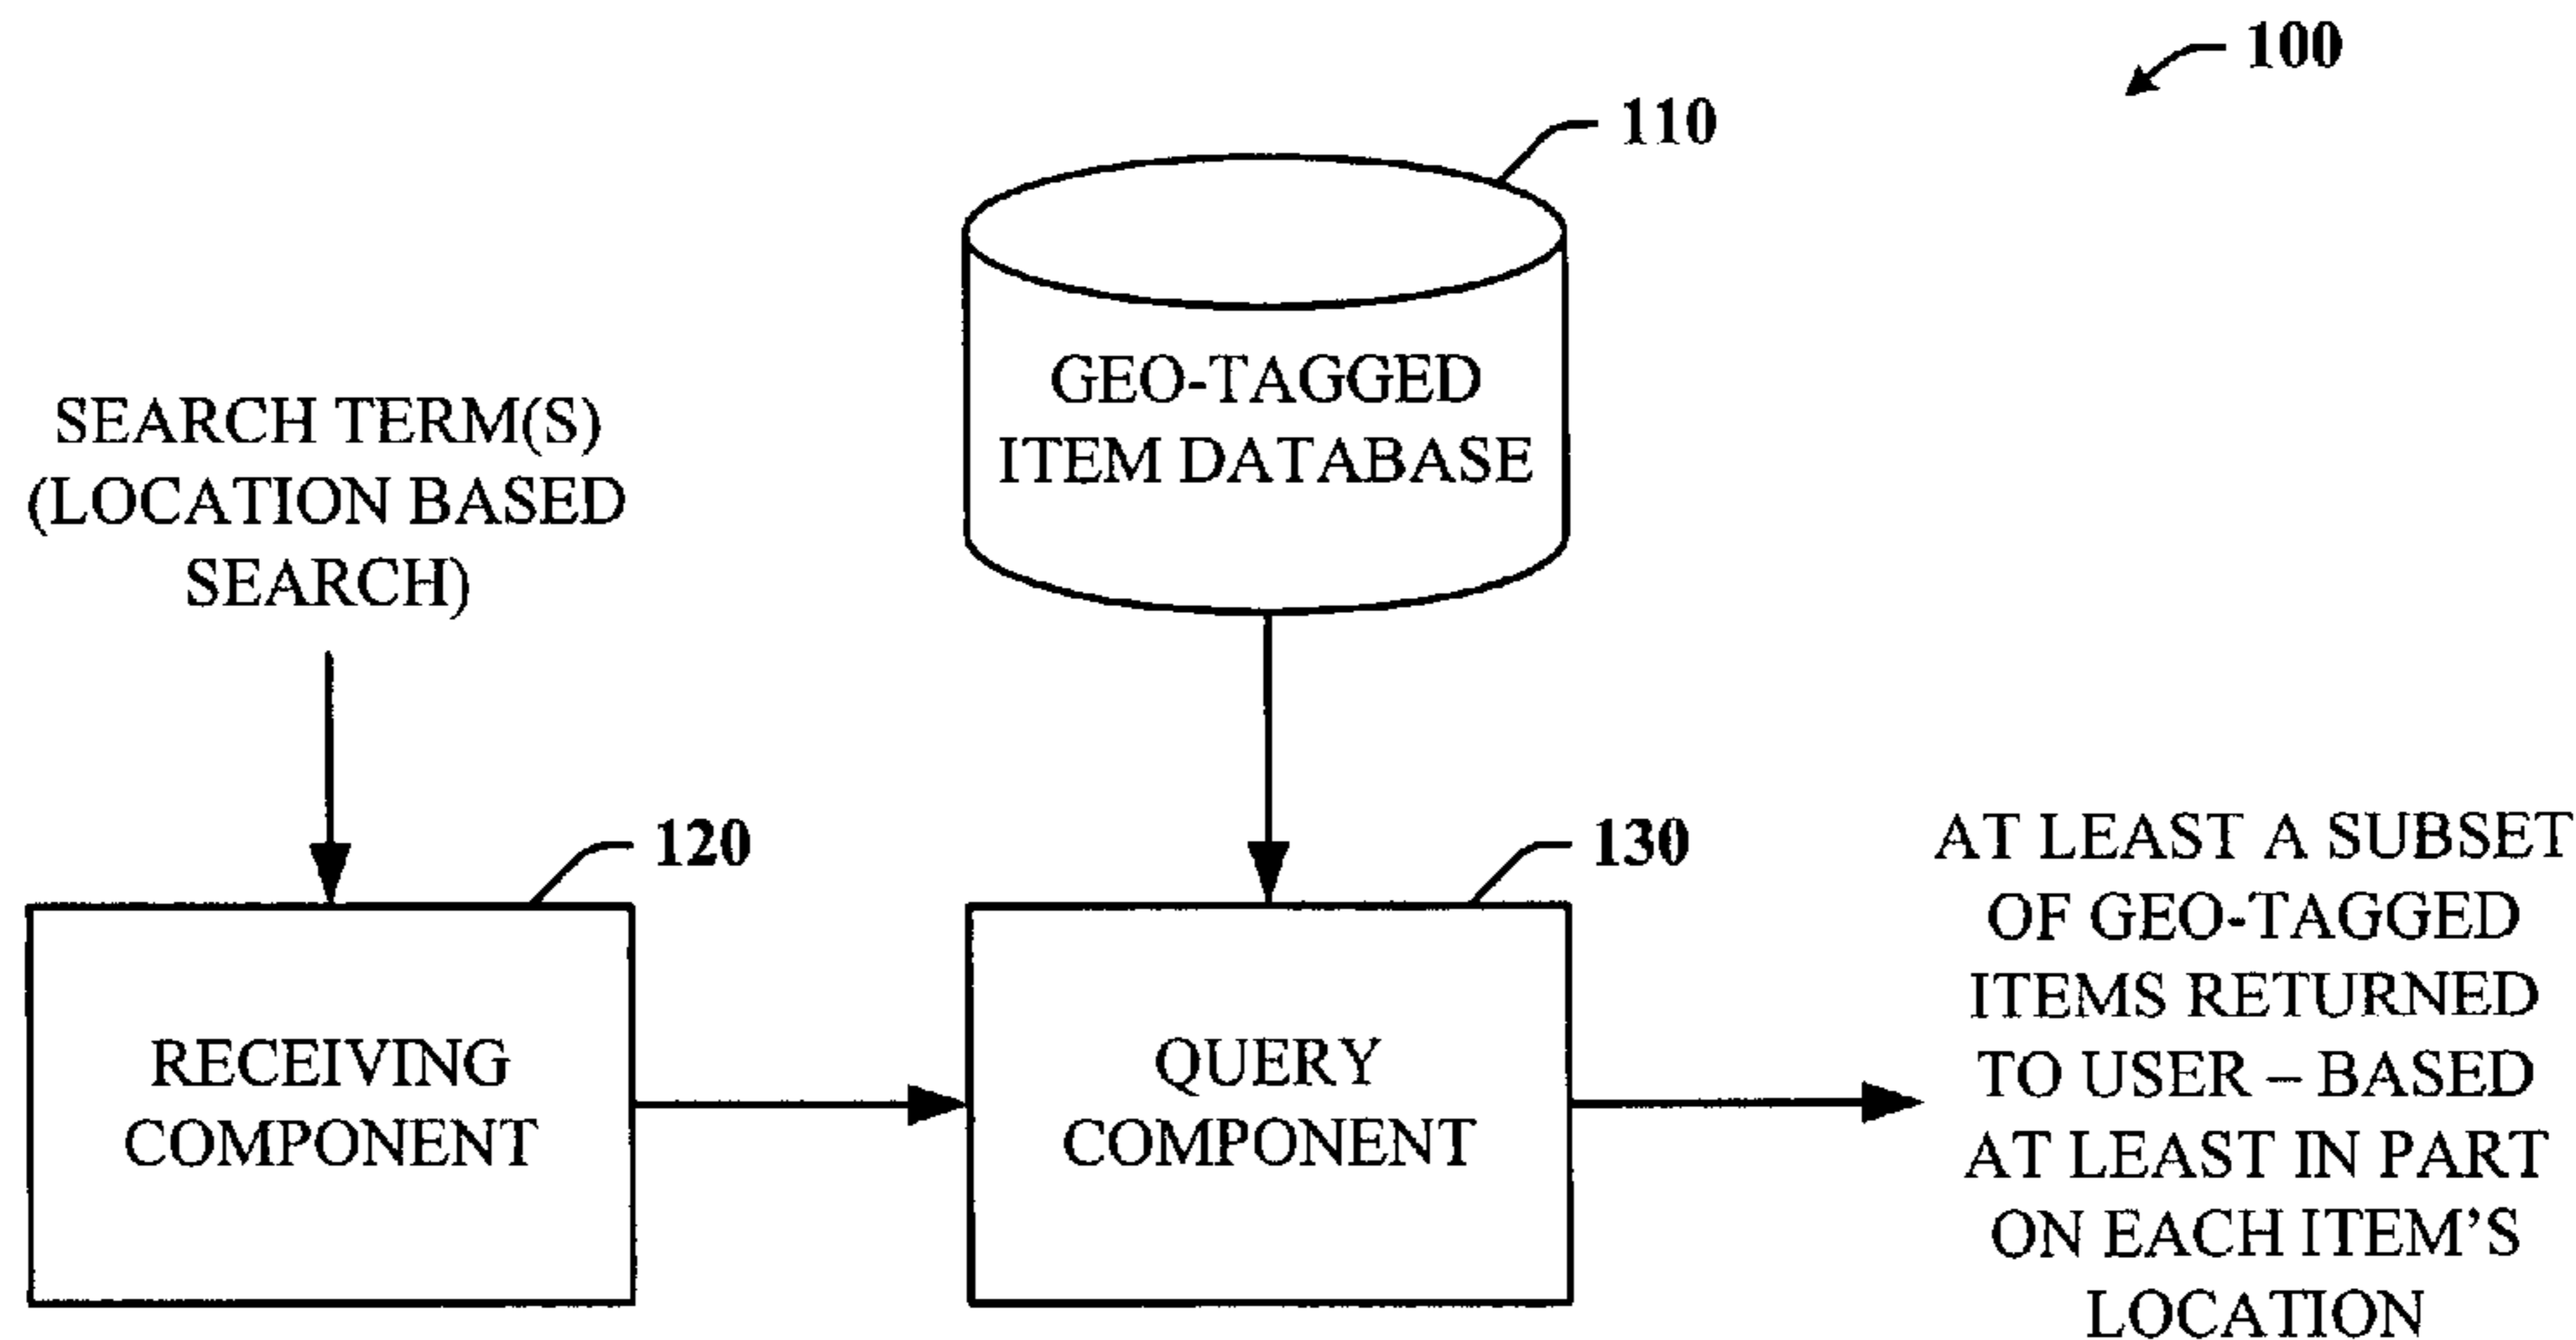 100
110
GEO-TAGGED
ITEM DATABASE
SEARCH TERM(S)
(LOCATION BASED
SEARCH)
120
RECEIVING
COMPONENT
130
QUERY
COMPONENT
AT LEAST A SUBSET
OF GEO-TAGGED
ITEMS RETURNED
TO USER – BASED
AT LEAST IN PART
ON EACH ITEM’S
LOCATION